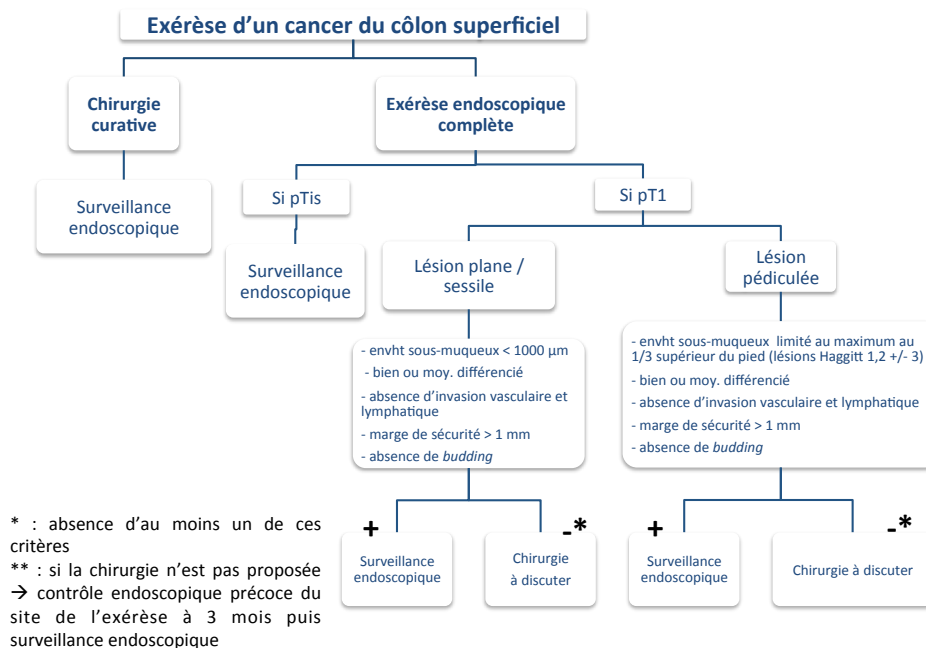 Exérèse d'un cancer du côlon superficiel
Chirurgie
curative
Exérèse endoscopique
complète
Surveillance
endoscopique
Si pTis
Si pT1
Surveillance
endoscopique
Lésion plane /
sessile
Lésion
pédiculée
- envht sous-muqueux < 1000 µm
- bien ou moy. différencié
- absence d'invasion vasculaire et
lymphatique
- marge de sécurité > 1 mm
- absence de budding
- envht sous-muqueux limité au maximum au
1/3 supérieur du pied (lésions Haggitt 1,2 +/- 3)
- bien ou moy. différencié
- absence d'invasion vasculaire et lymphatique
- marge de sécurité > 1 mm
- absence de budding
+
Surveillance
endoscopique
-*
Chirurgie
à discuter
+
Surveillance
endoscopique
-*
Chirurgie à discuter
* : absence d'au moins un de ces
critères
** : si la chirurgie n'est pas proposée
→ contrôle endoscopique précoce du
site de l'exérèse à 3 mois puis
surveillance endoscopique